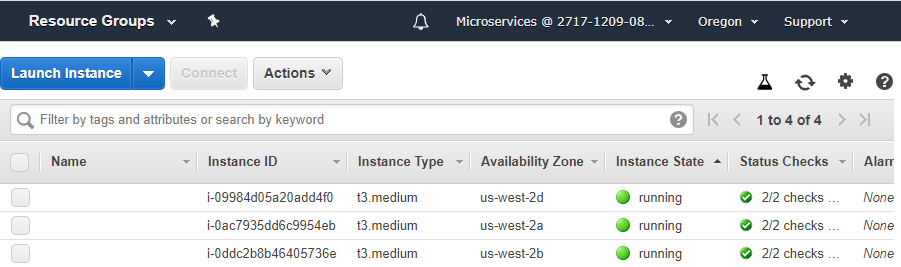 Resource Groups Microservices @ 2717-1209-08... Oregon Support
Launch Instance Connect Actions
Filter by tags and attributes or search by keyword 1 to 4 of 4
Name Instance ID Instance Type Availability Zone Instance State Status Checks Alarn
i-09984d05a20add4f0 t3.medium us-west-2d running 2/2 checks ... None
i-0ac7935dd6c9954eb t3.medium us-west-2a running 2/2 checks ... None
i-0ddc2b8b46405736e t3.medium us-west-2b running 2/2 checks ... None